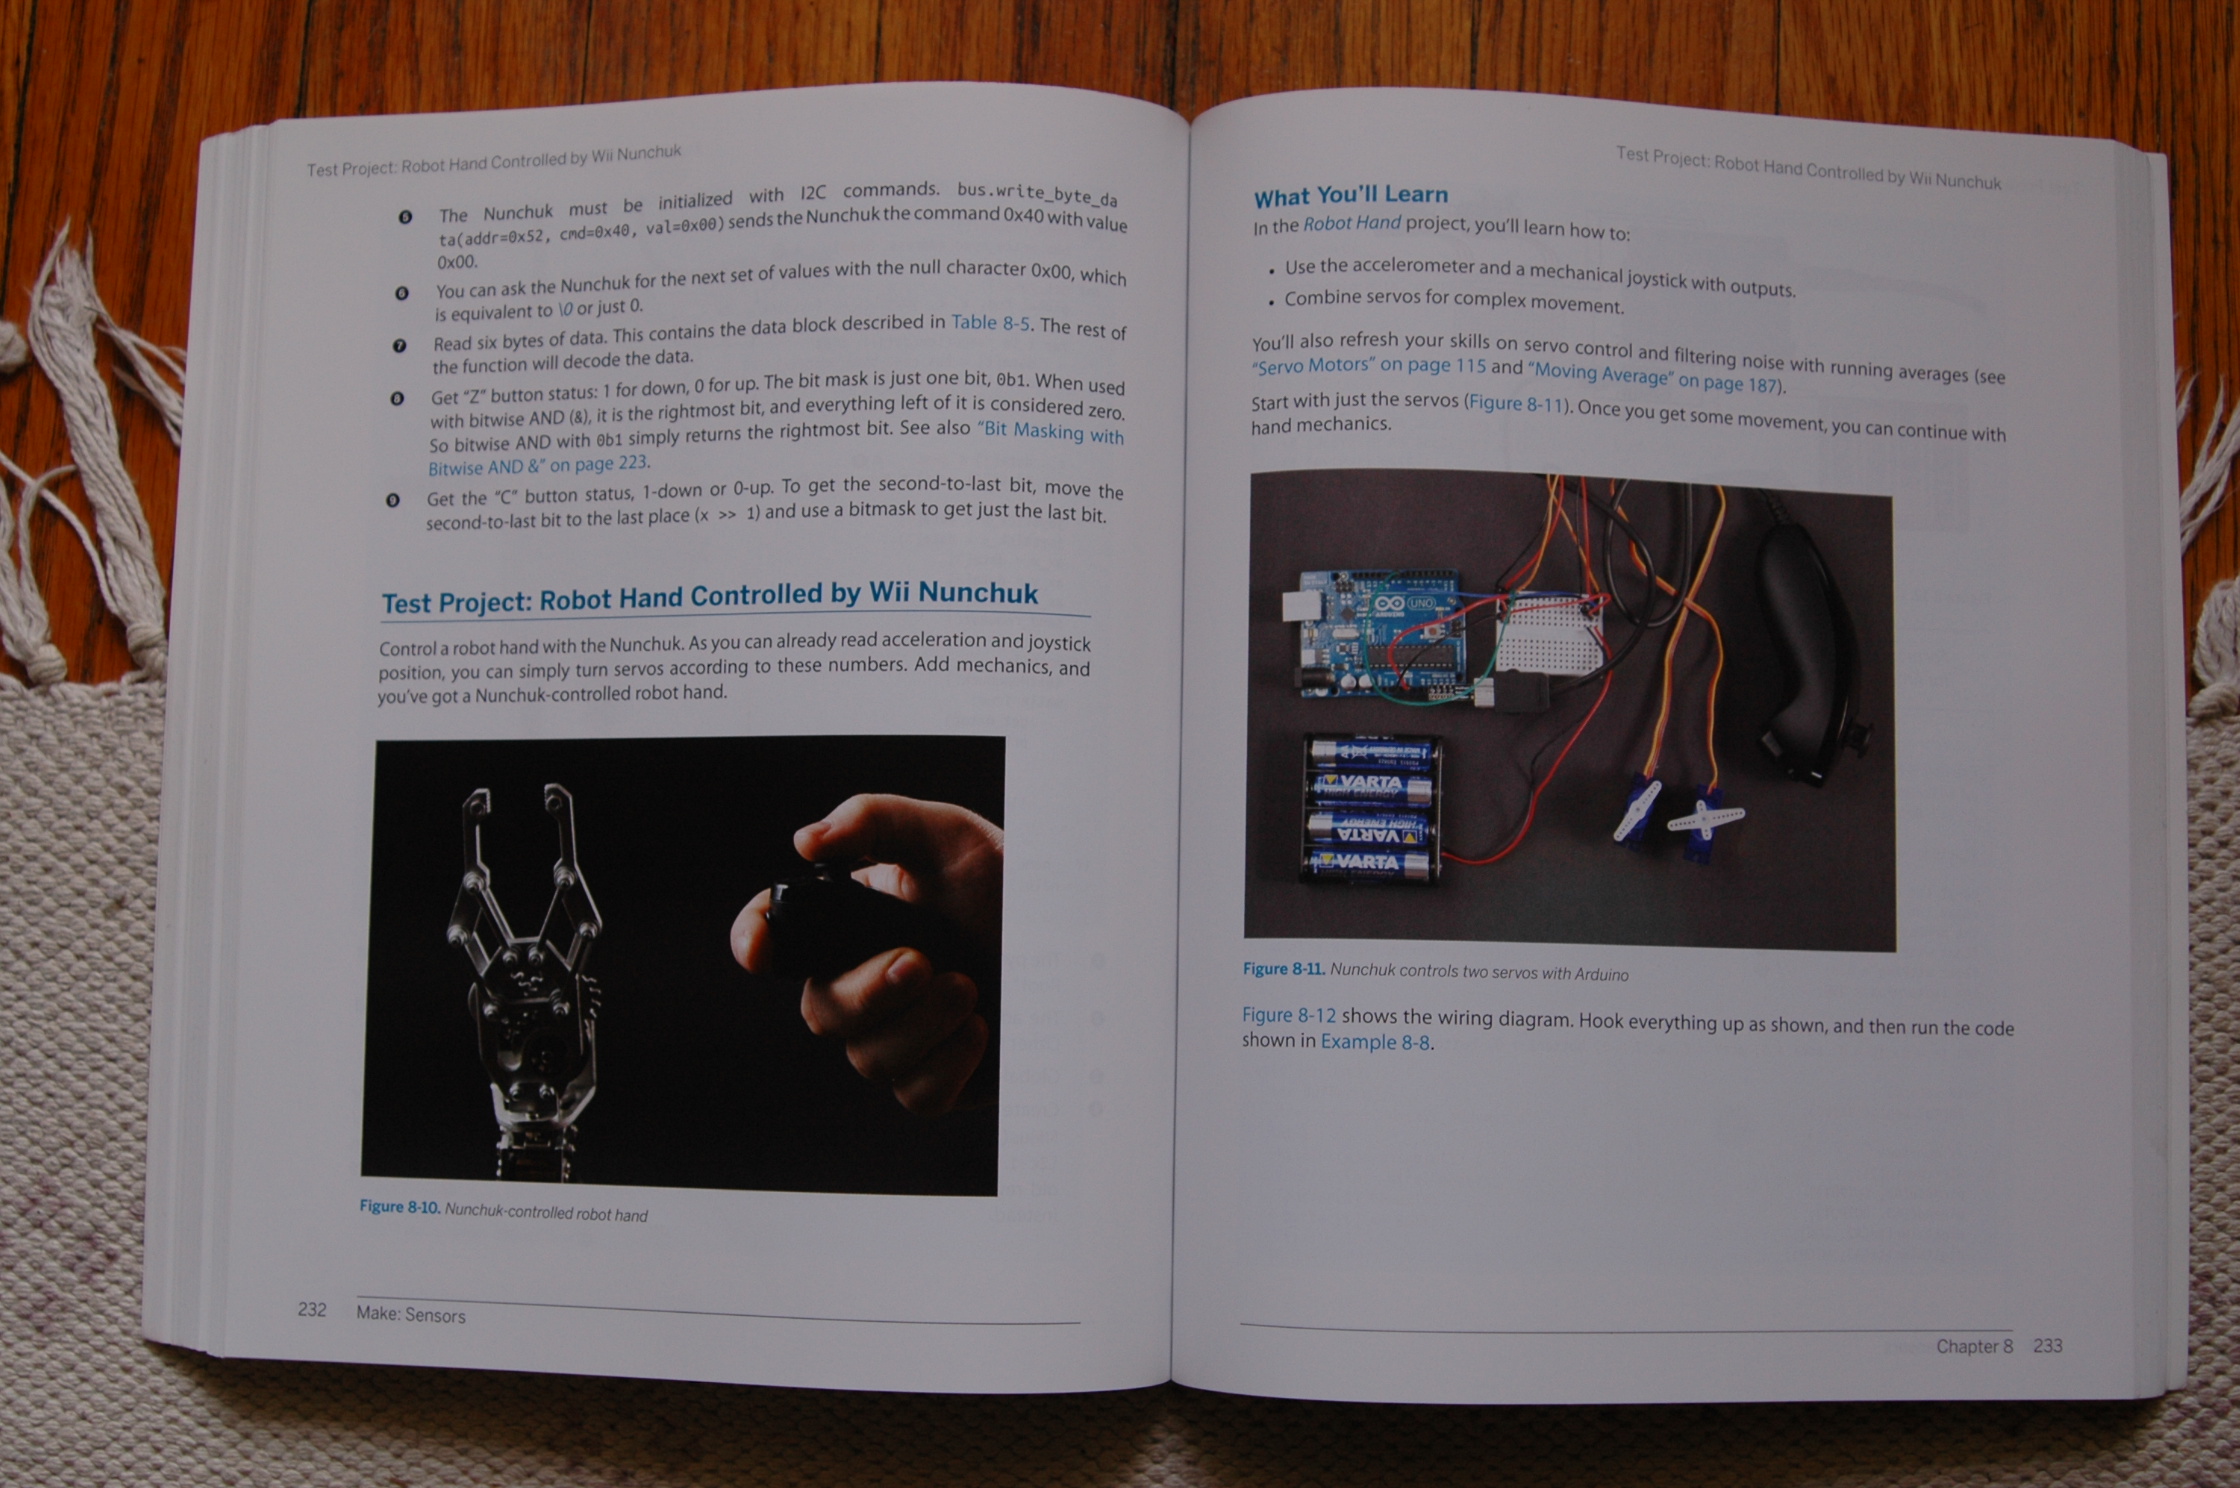 Test Project: Robot Hand Controlled by Wii Nunchuk
❺ The Nunchuk must be initialized with I2C commands. bus.write_byte_da
ta(addr=0x52, cmd=0x40, val=0x00) sends the Nunchuk the command 0x40 with value
0x00.
❻ You can ask the Nunchuk for the next set of values with the null character 0x00, which
is equivalent to \0 or just 0.
❼ Read six bytes of data. This contains the data block described in Table 8-5. The rest of
the function will decode the data.
❽ Get "Z" button status: 1 for down, 0 for up. The bit mask is just one bit, 0b1. When used
with bitwise AND (&), it is the rightmost bit, and everything left of it is considered zero.
So bitwise AND with 0b1 simply returns the rightmost bit. See also "Bit Masking with
Bitwise AND &" on page 223.
❾ Get the "C" button status, 1-down or 0-up. To get the second-to-last bit, move the
second-to-last bit to the last place (x >> 1) and use a bitmask to get just the last bit.
Test Project: Robot Hand Controlled by Wii Nunchuk
Control a robot hand with the Nunchuk. As you can already read acceleration and joystick
position, you can simply turn servos according to these numbers. Add mechanics, and
you've got a Nunchuk-controlled robot hand.
Figure 8-10. Nunchuk-controlled robot hand
232 Make: Sensors
Test Project: Robot Hand Controlled by Wii Nunchuk
What You'll Learn
In the Robot Hand project, you'll learn how to:
• Use the accelerometer and a mechanical joystick with outputs.
• Combine servos for complex movement.
You'll also refresh your skills on servo control and filtering noise with running averages (see
"Servo Motors" on page 115 and "Moving Average" on page 187).
Start with just the servos (Figure 8-11). Once you get some movement, you can continue with
hand mechanics.
UNO
VARTA
VARTA
VARTA
Figure 8-11. Nunchuk controls two servos with Arduino
Figure 8-12 shows the wiring diagram. Hook everything up as shown, and then run the code
shown in Example 8-8.
Chapter 8 233